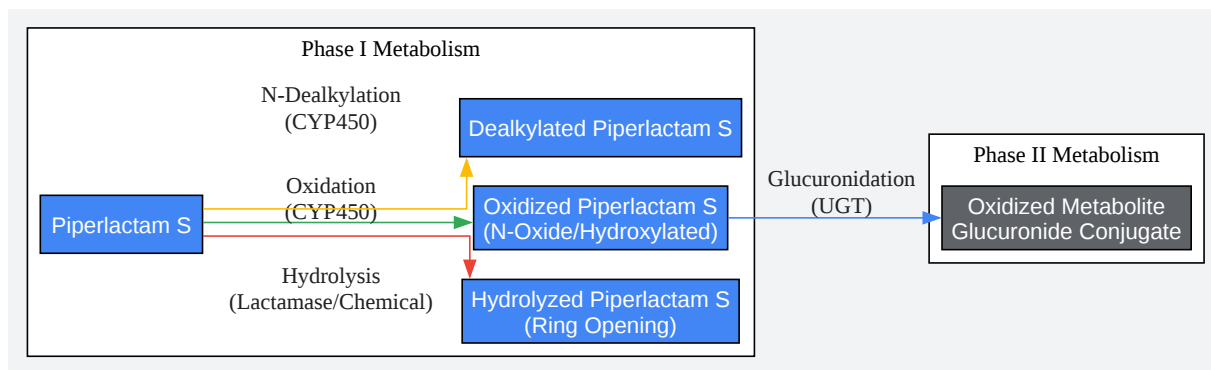 Phase I Metabolism
N-Dealkylation
(CYP450)
Dealkylated Piperlactam S
Oxidation
(CYP450)
Piperlactam S
Oxidized Piperlactam S
(N-Oxide/Hydroxylated)
Hydrolysis
(Lactamase/Chemical)
Hydrolyzed Piperlactam S
(Ring Opening)
Glucuronidation
(UGT)
Phase II Metabolism
Oxidized Metabolite
Glucuronide Conjugate